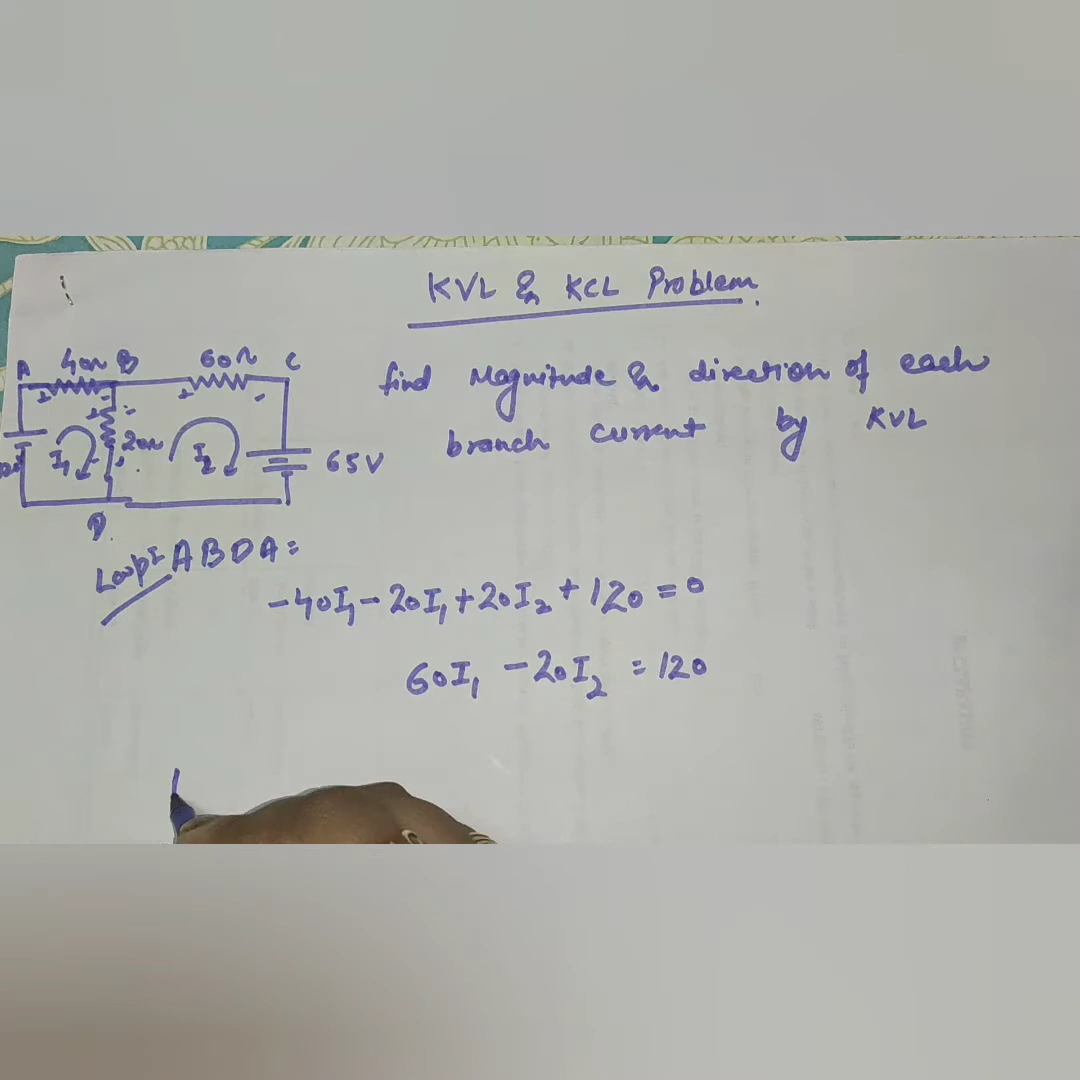 KVL & KCL Problem
A 40Ω B 60Ω C
find Magnitude & direction of each
branch current by KVL
I₁ 20Ω I₂ 65V
D.
Loop I ABDA =
-40I₁ - 20I₁ + 20I₂ + 120 = 0
60I₁ - 20I₂ = 120